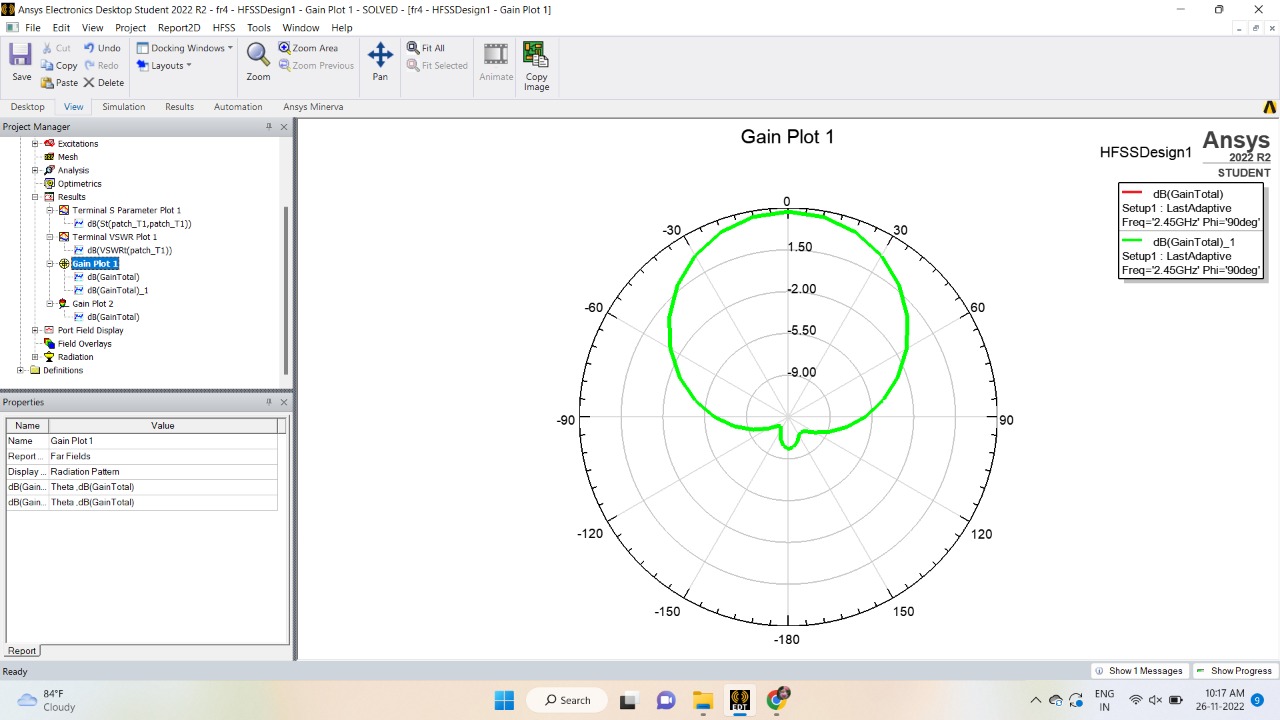 Ansys Electronics Desktop Student 2022 R2 - fr4 - HFSSDesign1 - Gain Plot 1 - SOLVED - [fr4 - HFSSDesign1 - Gain Plot 1]
File Edit View Project Report2D HFSS Tools Window Help
Save
Cut
Copy
Paste
Undo
Redo
Delete
Docking Windows
Layouts
Zoom
Zoom Area
Zoom Previous
Pan
Fit All
Fit Selected
Animate
Copy
Image
Desktop View Simulation Results Automation Ansys Minerva
Project Manager
Excitations
Mesh
Analysis
Optimetrics
Results
Terminal S Parameter Plot 1
dB(St(patch_T1,patch_T1))
Terminal VSWR Plot 1
dB(VSWRt(patch_T1))
Gain Plot 1
dB(GainTotal)
dB(GainTotal)_1
Gain Plot 2
dB(GainTotal)
Port Field Display
Field Overlays
Radiation
Definitions
Properties
Name Value
Name Gain Plot 1
Report... Far Fields
Display... Radiation Pattern
dB(Gain... Theta ,dB(GainTotal)
dB(Gain... Theta ,dB(GainTotal)
Report
Gain Plot 1
HFSSDesign1
Ansys
2022 R2
STUDENT
dB(GainTotal)
Setup1 : LastAdaptive
Freq='2.45GHz' Phi='90deg'
dB(GainTotal)_1
Setup1 : LastAdaptive
Freq='2.45GHz' Phi='90deg'
0
-30
30
1.50
-60
-2.00
60
-5.50
-9.00
-90
90
-120
120
-150
150
-180
Ready
Show 1 Messages
Show Progress
84°F
Cloudy
Search
EDT
ENG
IN
10:17 AM
26-11-2022
9